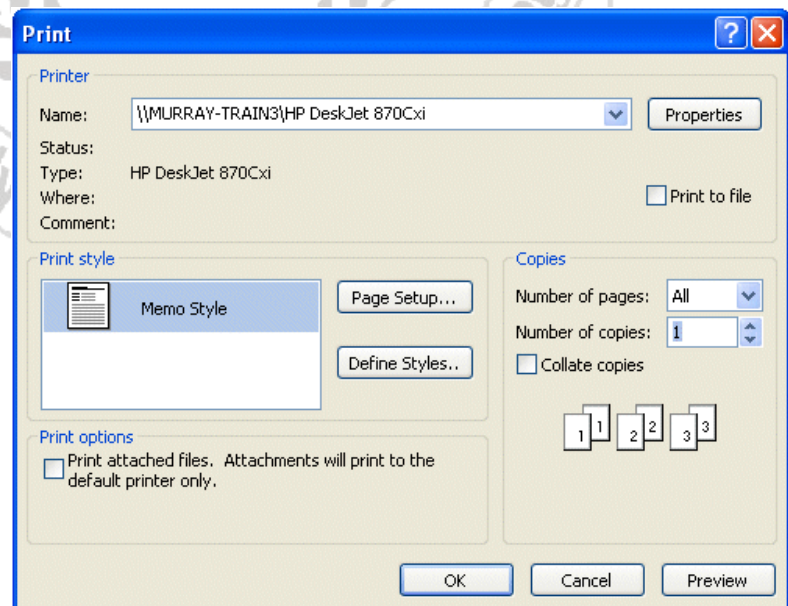 Print
Printer
Name: \\MURRAY-TRAIN3\HP DeskJet 870Cxi Properties
Status:
Type: HP DeskJet 870Cxi
Where: Print to file
Comment:
Print style
Memo Style
Page Setup...
Define Styles..
Copies
Number of pages: All
Number of copies: 1
Collate copies
1 1 2 2 3 3
Print options
Print attached files. Attachments will print to the
default printer only.
OK Cancel Preview